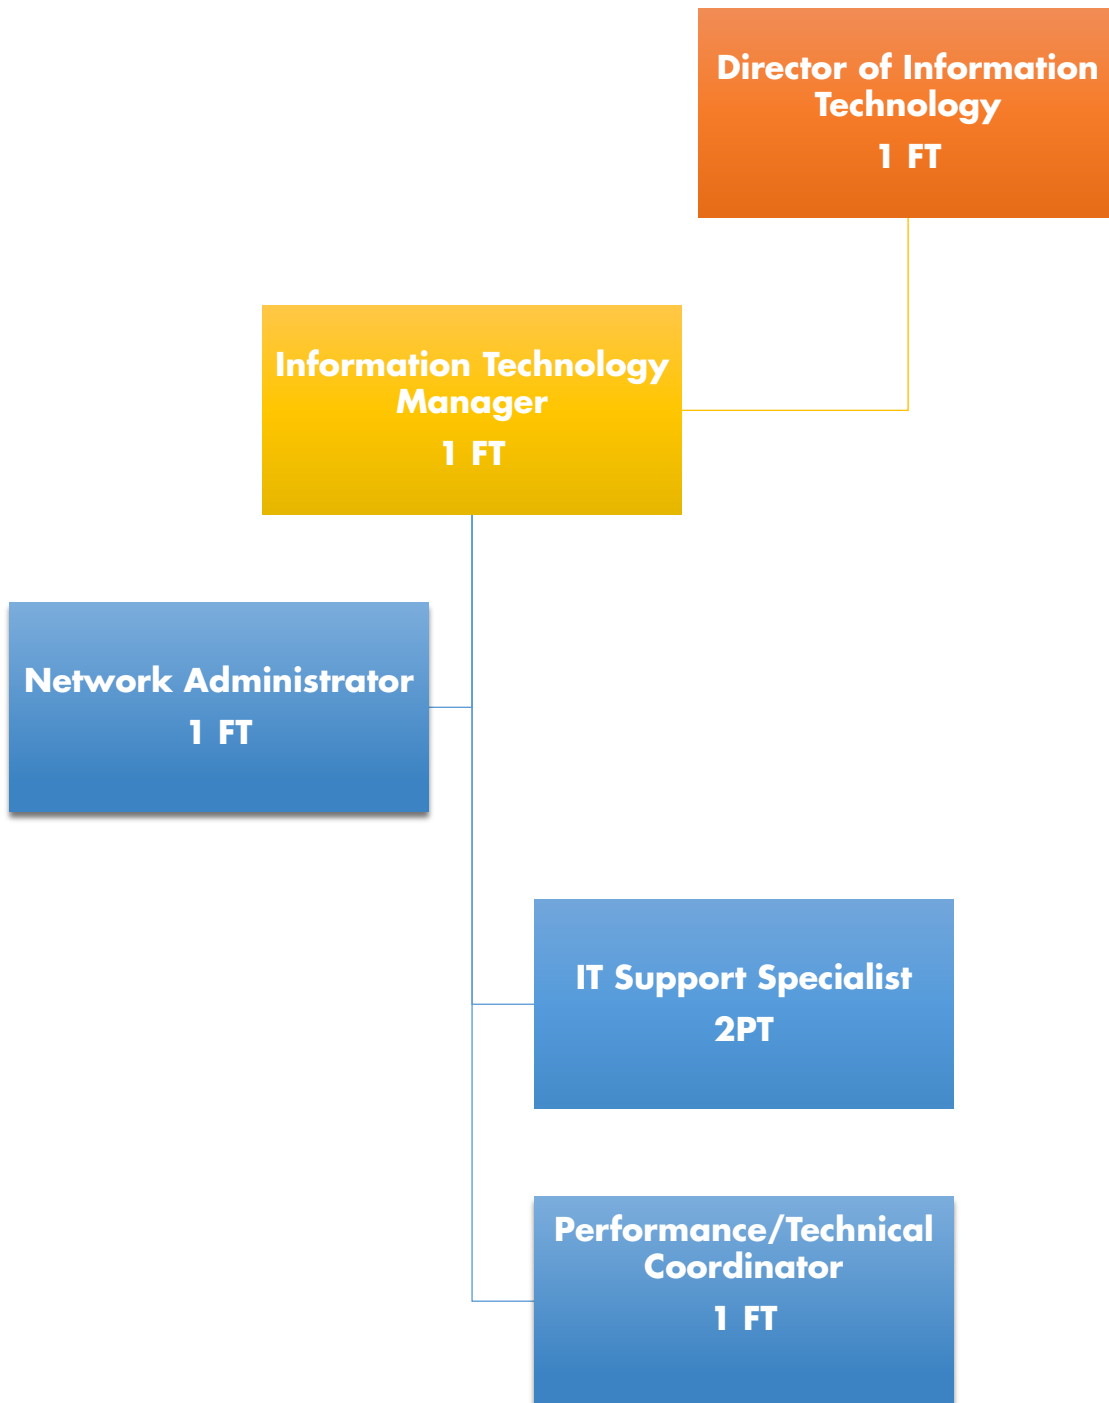 Director of Information
Technology
1 FT
Information Technology
Manager
1 FT
Network Administrator
1 FT
IT Support Specialist
2PT
Performance/Technical
Coordinator
1 FT